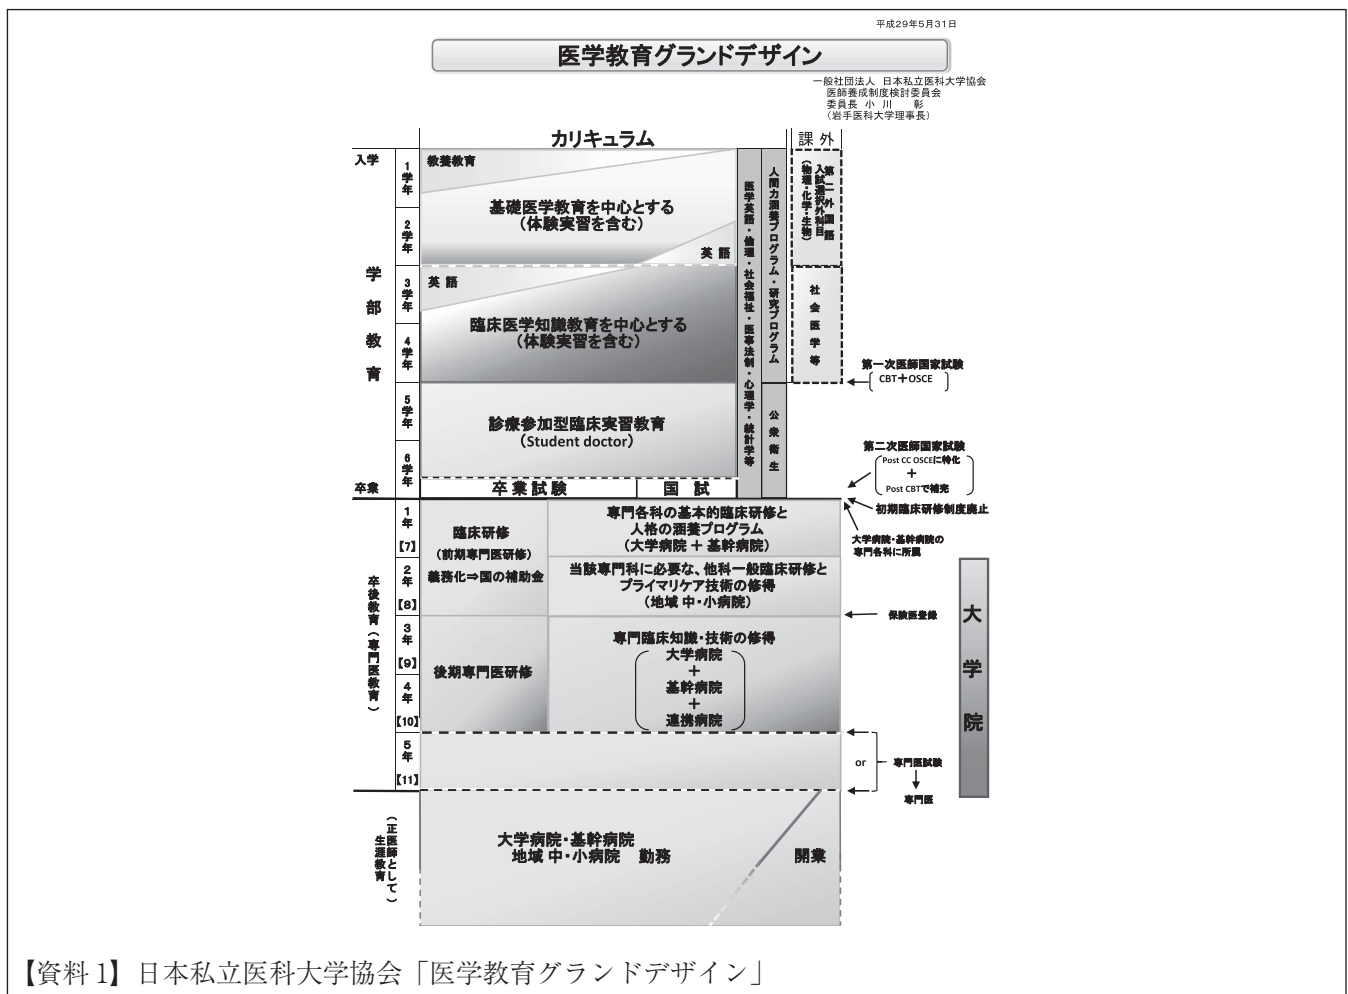 平成29年5月31日
医学教育グランドデザイン
一般社団法人 日本私立医科大学協会
医師養成制度検討委員会
委員長 小川 彰
(岩手医科大学理事長)
カリキュラム
課外
入学
学部教育
卒業
1学年
2学年
3学年
4学年
5学年
6学年
教養教育
基礎医学教育を中心とする
(体験実習を含む)
英語
英語
臨床医学知識教育を中心とする
(体験実習を含む)
診療参加型臨床実習教育
(Student doctor)
卒業試験
国試
医学英語・倫理・社会福祉・医事法制・心理学・統計学等
人間力涵養プログラム・研究プログラム
公衆衛生
第二外国語
入試選択外科目
(物理・化学・生物)
社会医学等
第一次医師国家試験
CBT+OSCE
第二次医師国家試験
Post CC OSCEに特化
+
Post CBTで補完
初期臨床研修制度廃止
大学病院・基幹病院の
専門各科に所属
卒後教育(専門医教育)
1年
【7】
2年
【8】
3年
【9】
4年
【10】
5年
【11】
臨床研修
(前期専門医研修)
義務化⇒国の補助金
専門各科の基本的臨床研修と
人格の涵養プログラム
(大学病院 + 基幹病院)
当該専門科に必要な、他科一般臨床研修と
プライマリケア技術の修得
(地域 中・小病院)
保険医登録
後期専門医研修
専門臨床知識・技術の修得
大学病院
+
基幹病院
+
連携病院
or
専門医試験
専門医
大学院
(正医師として)
生涯教育
大学病院・基幹病院
地域 中・小病院 勤務
開業
【資料1】日本私立医科大学協会「医学教育グランドデザイン」